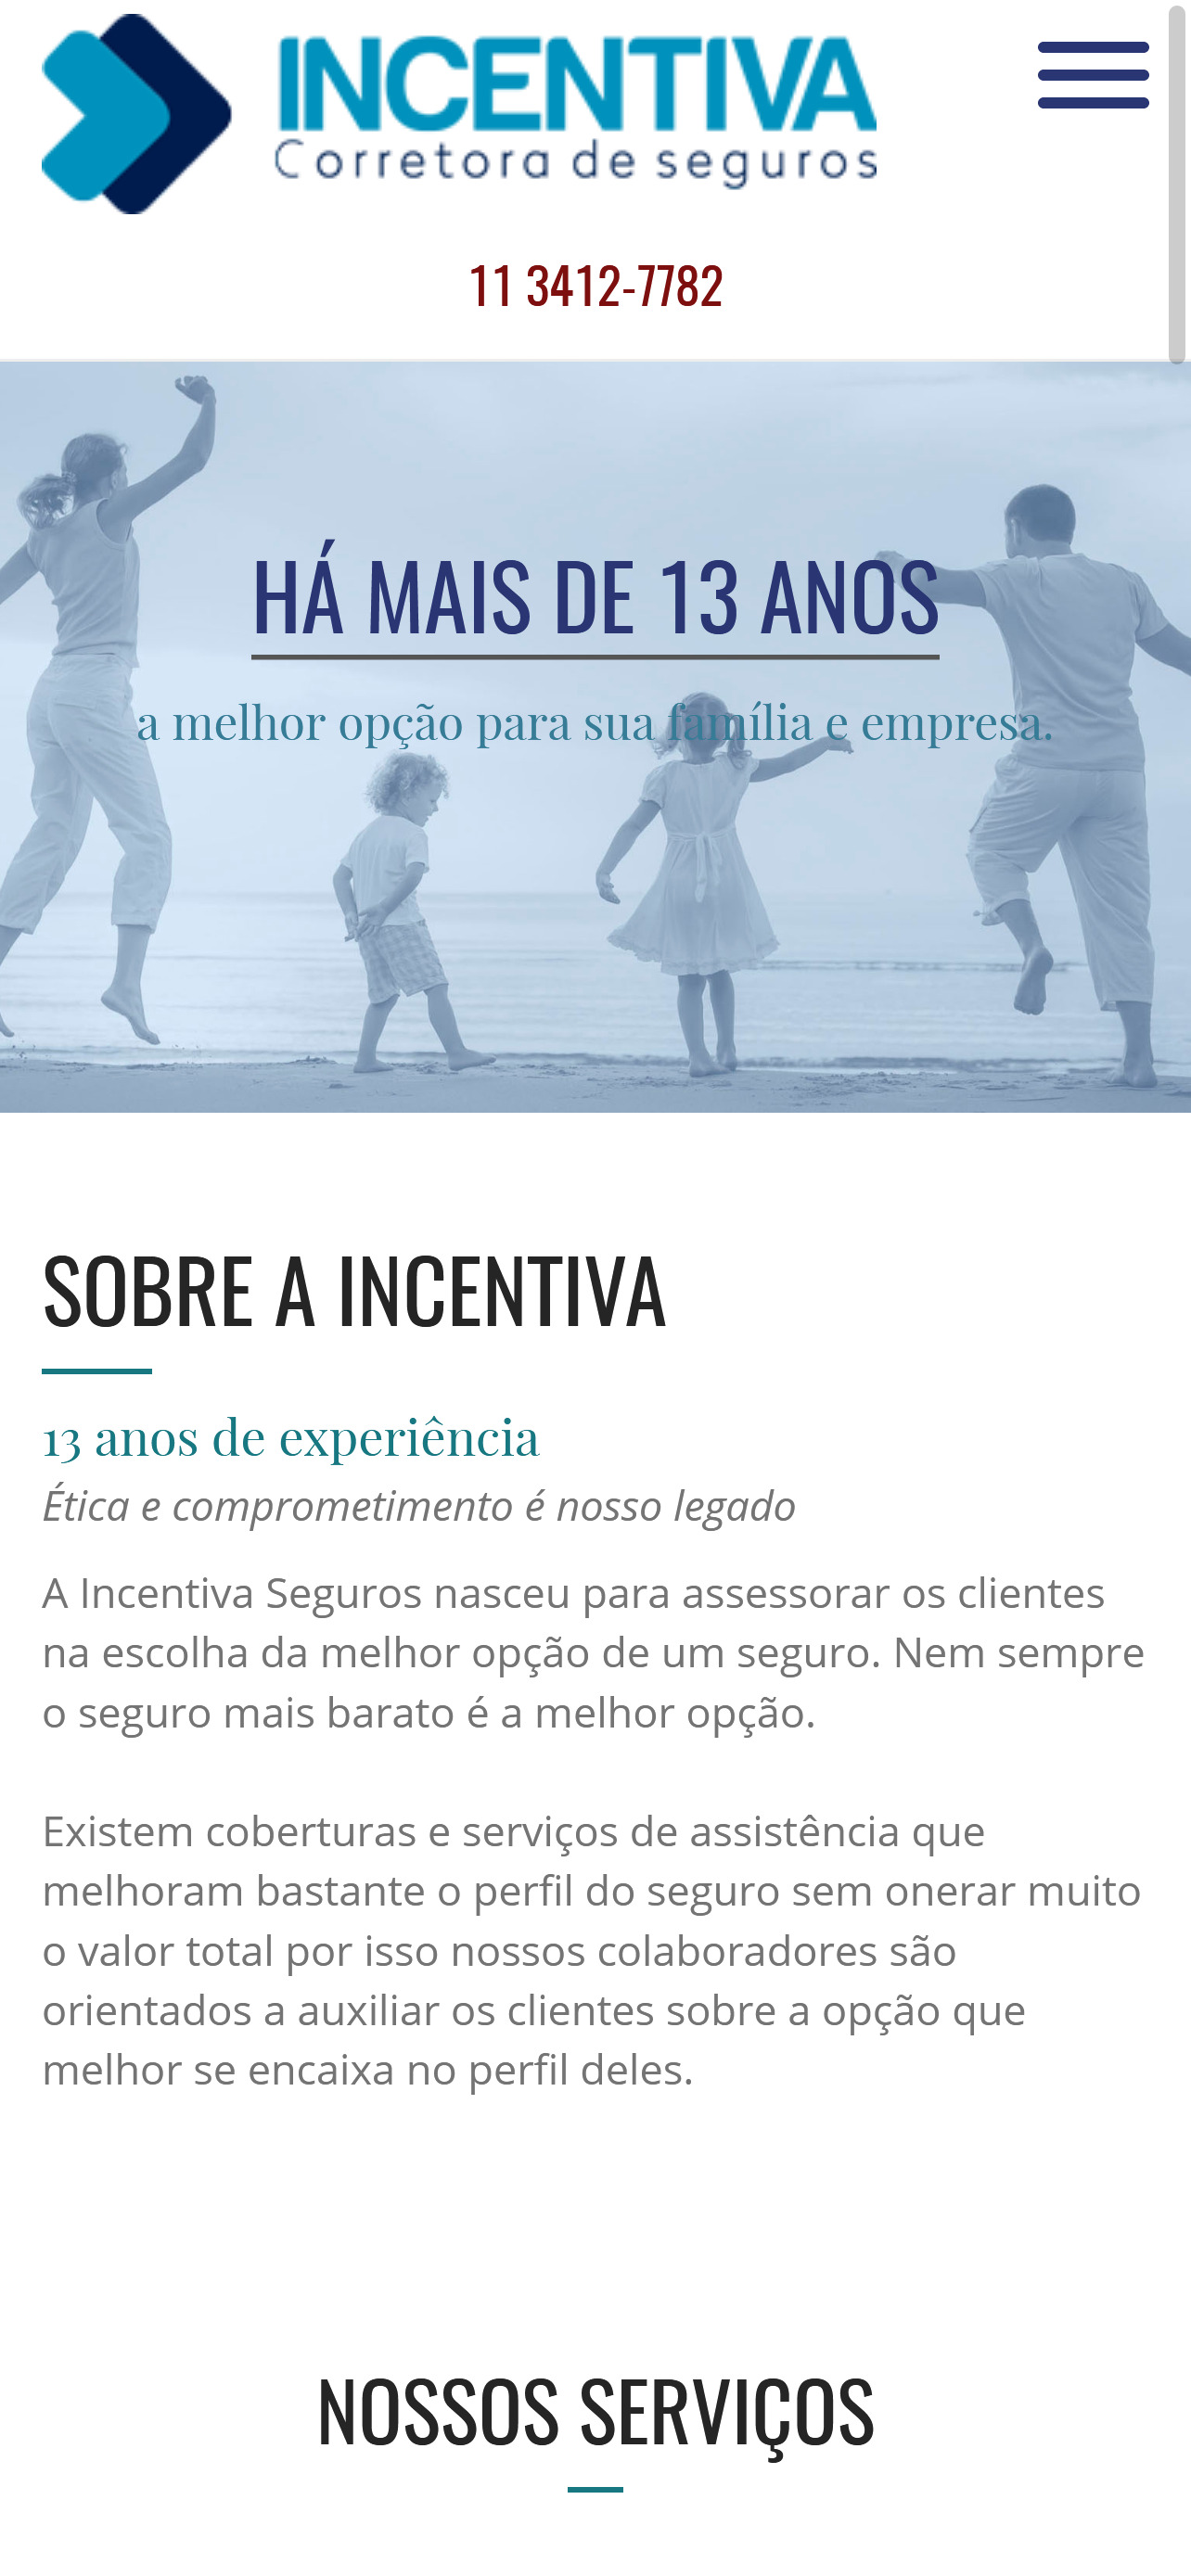 INCENTIVA
Corretora de seguros
11 3412-7782
HÁ MAIS DE 13 ANOS
a melhor opção para sua família e empresa.
SOBRE A INCENTIVA
13 anos de experiência
Ética e comprometimento é nosso legado
A Incentiva Seguros nasceu para assessorar os clientes
na escolha da melhor opção de um seguro. Nem sempre
o seguro mais barato é a melhor opção.
Existem coberturas e serviços de assistência que
melhoram bastante o perfil do seguro sem onerar muito
o valor total por isso nossos colaboradores são
orientados a auxiliar os clientes sobre a opção que
melhor se encaixa no perfil deles.
NOSSOS SERVIÇOS